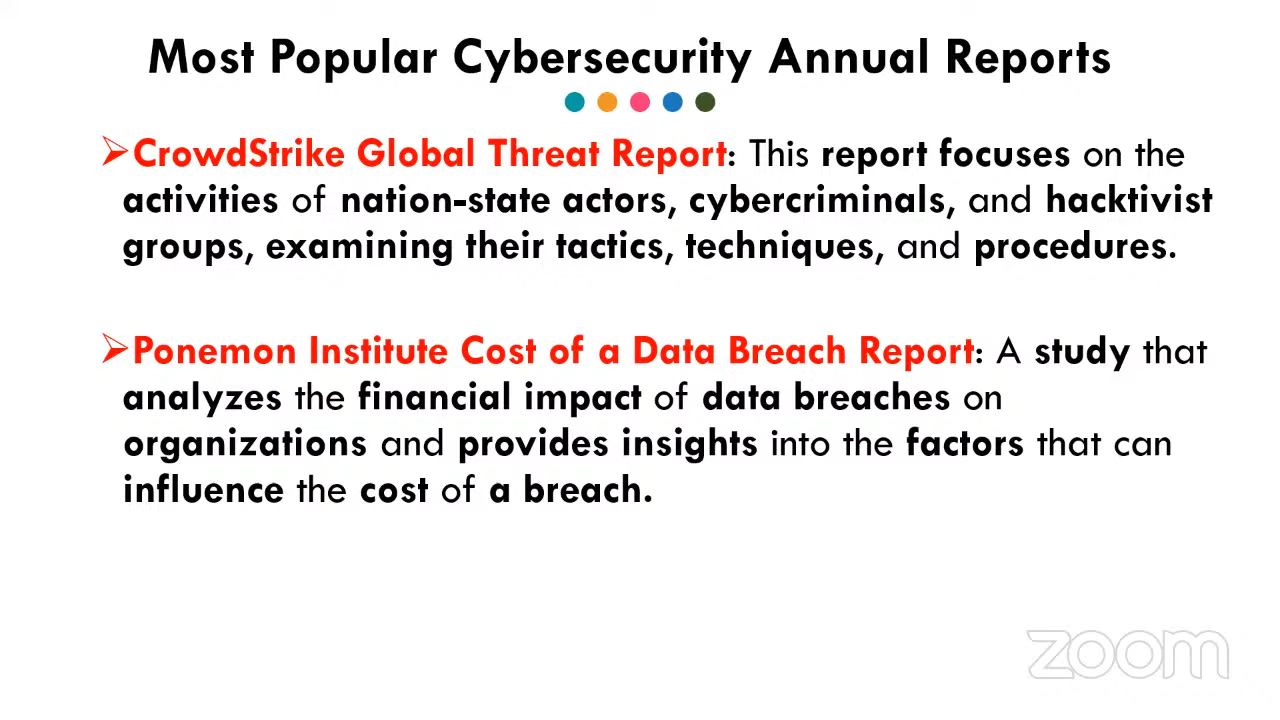 Most Popular Cybersecurity Annual Reports
➢CrowdStrike Global Threat Report: This report focuses on the
activities of nation-state actors, cybercriminals, and hacktivist
groups, examining their tactics, techniques, and procedures.
➢Ponemon Institute Cost of a Data Breach Report: A study that
analyzes the financial impact of data breaches on
organizations and provides insights into the factors that can
influence the cost of a breach.
zoom